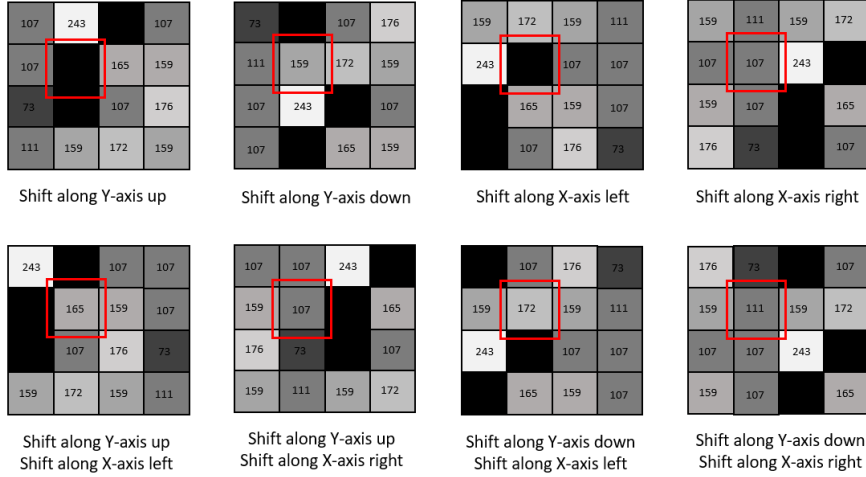 107 243 107
107 165 159
73 107 176
111 159 172 159
Shift along Y-axis up
73 107 176
111 159 172 159
107 243 107
107 165 159
Shift along Y-axis down
159 172 159 111
243 107 107
165 159 107
107 176 73
Shift along X-axis left
159 111 159 172
107 107 243
159 107 165
176 73 107
Shift along X-axis right
243 107 107
165 159 107
107 176 73
159 172 159 111
Shift along Y-axis up
Shift along X-axis left
107 107 243
159 107 165
176 73 107
159 111 159 172
Shift along Y-axis up
Shift along X-axis right
107 176 73
159 172 159 111
243 107 107
165 159 107
Shift along Y-axis down
Shift along X-axis left
176 73 107
159 111 159 172
107 107 243
159 107 165
Shift along Y-axis down
Shift along X-axis right